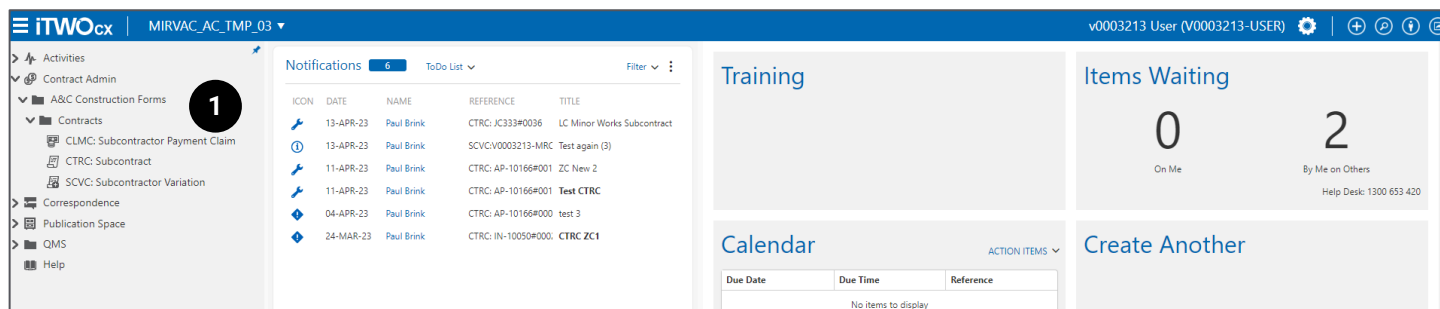 iTWOcx MIRVAC_AC_TMP_03 v0003213 User (V0003213-USER)
Activities
Contract Admin
A&C Construction Forms
Contracts
CLMC: Subcontractor Payment Claim
CTRC: Subcontract
SCVC: Subcontractor Variation
Correspondence
Publication Space
QMS
Help
1
Notifications 6 ToDo List Filter
ICON DATE NAME REFERENCE TITLE
13-APR-23 Paul Brink CTRC: JC333#0036 LC Minor Works Subcontract
13-APR-23 Paul Brink SCVC:V0003213-MRC Test again (3)
11-APR-23 Paul Brink CTRC: AP-10166#001 ZC New 2
11-APR-23 Paul Brink CTRC: AP-10166#001 Test CTRC
04-APR-23 Paul Brink CTRC: AP-10166#000 test 3
24-MAR-23 Paul Brink CTRC: IN-10050#000. CTRC ZC1
Training
Items Waiting
0 2
On Me By Me on Others
Help Desk: 1300 653 420
Calendar ACTION ITEMS
Due Date Due Time Reference
No items to display
Create Another